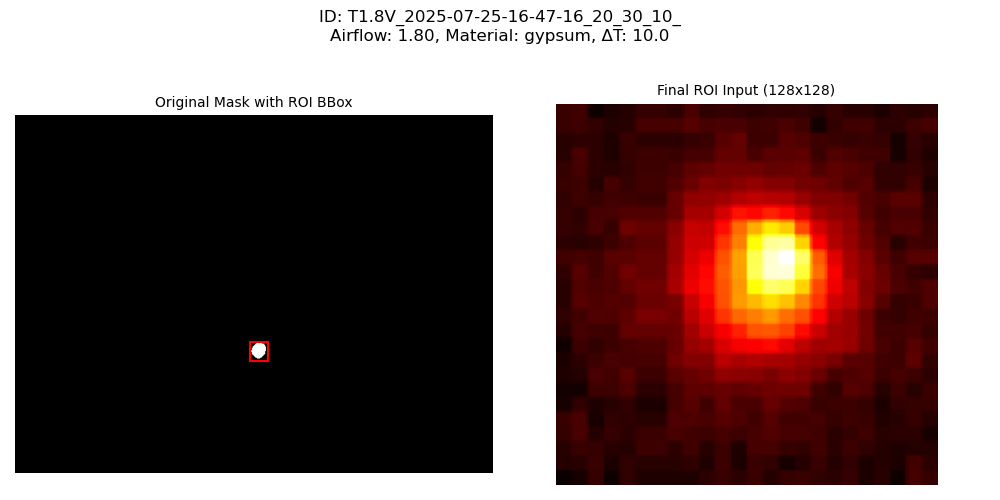 ID: T1.8V_2025-07-25-16-47-16_20_30_10_
Airflow: 1.80, Material: gypsum, ΔT: 10.0
Original Mask with ROI BBox
Final ROI Input (128x128)